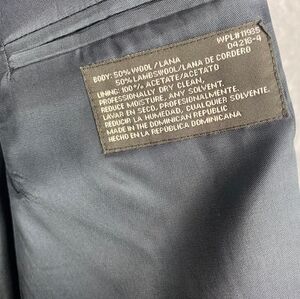 WPL#11935
04216-4
BODY: 50% WOOL/LANA
50% LAMBSWOOL/LANA DE CORDERO
LINING: 100% ACETATE/ACETATO
PROFESSIONALLY DRY CLEAN,
REDUCE MOISTURE, ANY SOLVENT.
LAVAR EN SECO, PROFESIONALMENTE.
REDUCIR LA HUMEDAD, CUALQUIER SOLVENTE.
MADE IN THE DOMINICAN REPUBLIC
HECHO EN LA REPÚBLICA DOMINICANA